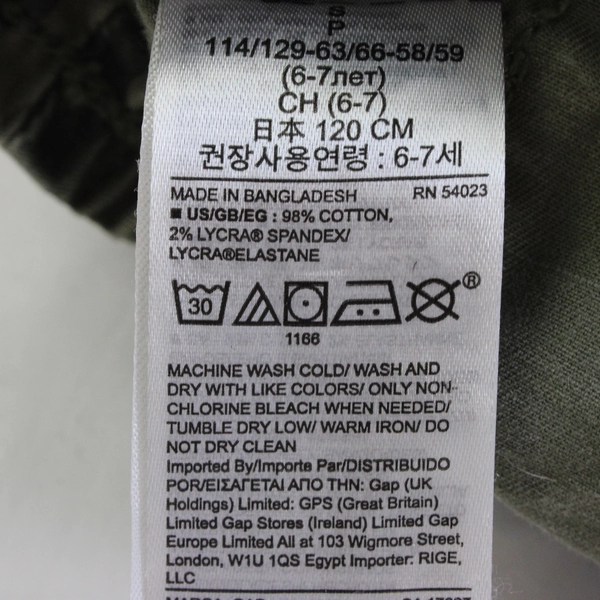 S
P
114/129-63/66-58/59
(6-7лет)
CH (6-7)
日本 120 CM
권장사용연령 : 6-7세
MADE IN BANGLADESH RN 54023
■ US/GB/EG : 98% COTTON,
2% LYCRA® SPANDEX/
LYCRA®ELASTANE
30 ®
1166
MACHINE WASH COLD/ WASH AND
DRY WITH LIKE COLORS/ ONLY NON-
CHLORINE BLEACH WHEN NEEDED/
TUMBLE DRY LOW/ WARM IRON/ DO
NOT DRY CLEAN
Imported By/Importe Par/DISTRIBUIDO
POR/ΕΙΣΑΓΕΤΑΙ ΑΠΟ ΤΗΝ: Gap (UK
Holdings) Limited: GPS (Great Britain)
Limited Gap Stores (Ireland) Limited Gap
Europe Limited All at 103 Wigmore Street,
London, W1U 1QS Egypt Importer: RIGE,
LLC